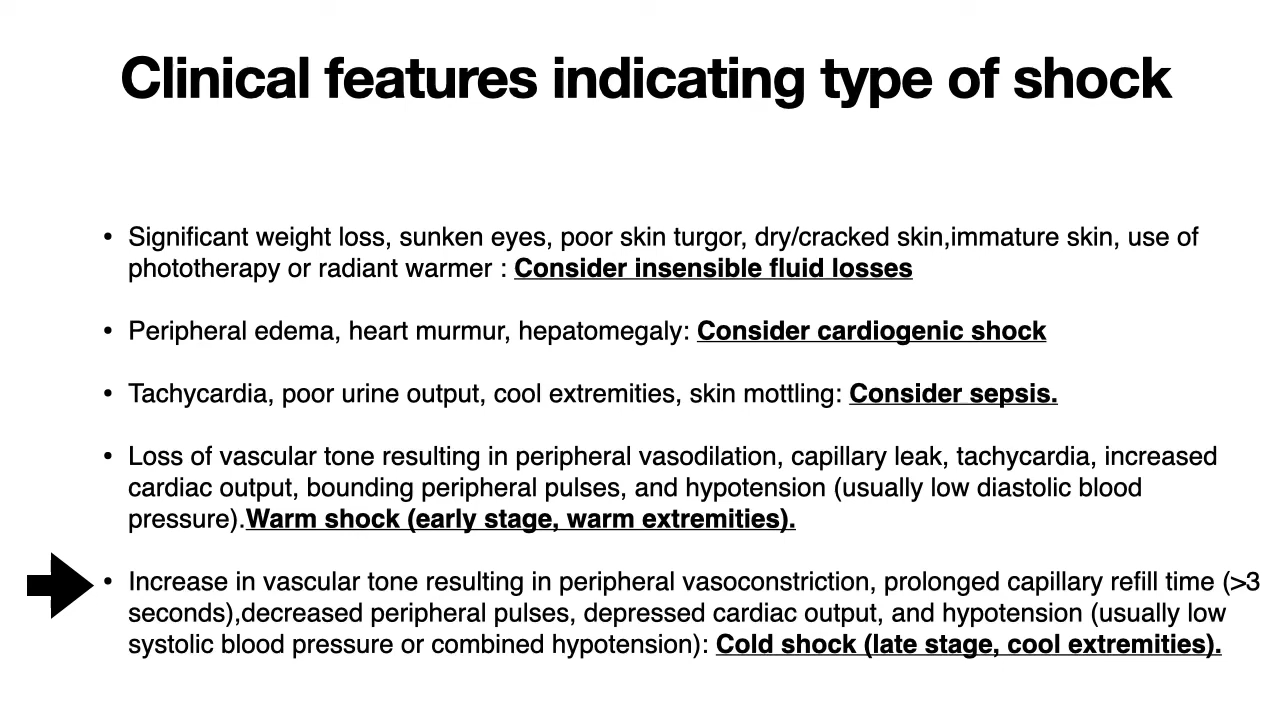 Clinical features indicating type of shock
• Significant weight loss, sunken eyes, poor skin turgor, dry/cracked skin,immature skin, use of
phototherapy or radiant warmer : Consider insensible fluid losses
• Peripheral edema, heart murmur, hepatomegaly: Consider cardiogenic shock
• Tachycardia, poor urine output, cool extremities, skin mottling: Consider sepsis.
• Loss of vascular tone resulting in peripheral vasodilation, capillary leak, tachycardia, increased
cardiac output, bounding peripheral pulses, and hypotension (usually low diastolic blood
pressure).Warm shock (early stage, warm extremities).
• Increase in vascular tone resulting in peripheral vasoconstriction, prolonged capillary refill time (>3
seconds),decreased peripheral pulses, depressed cardiac output, and hypotension (usually low
systolic blood pressure or combined hypotension): Cold shock (late stage, cool extremities).